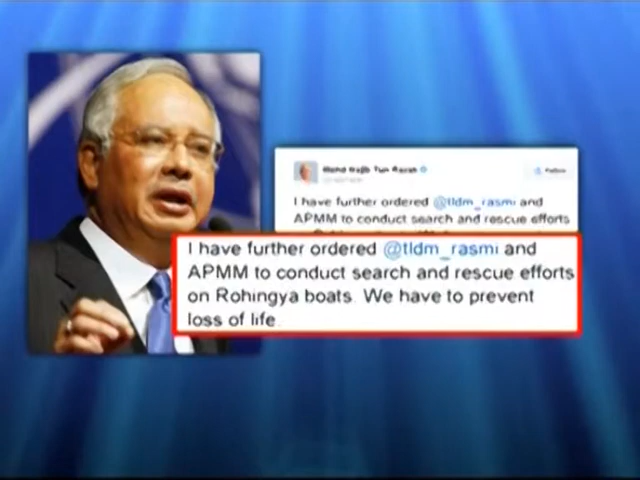 Mohd Najib Tun Razak
Follow
I have further ordered @tldm_rasmi and
APMM to conduct search and rescue efforts
I have further ordered @tldm_rasmi and
APMM to conduct search and rescue efforts
on Rohingya boats. We have to prevent
loss of life